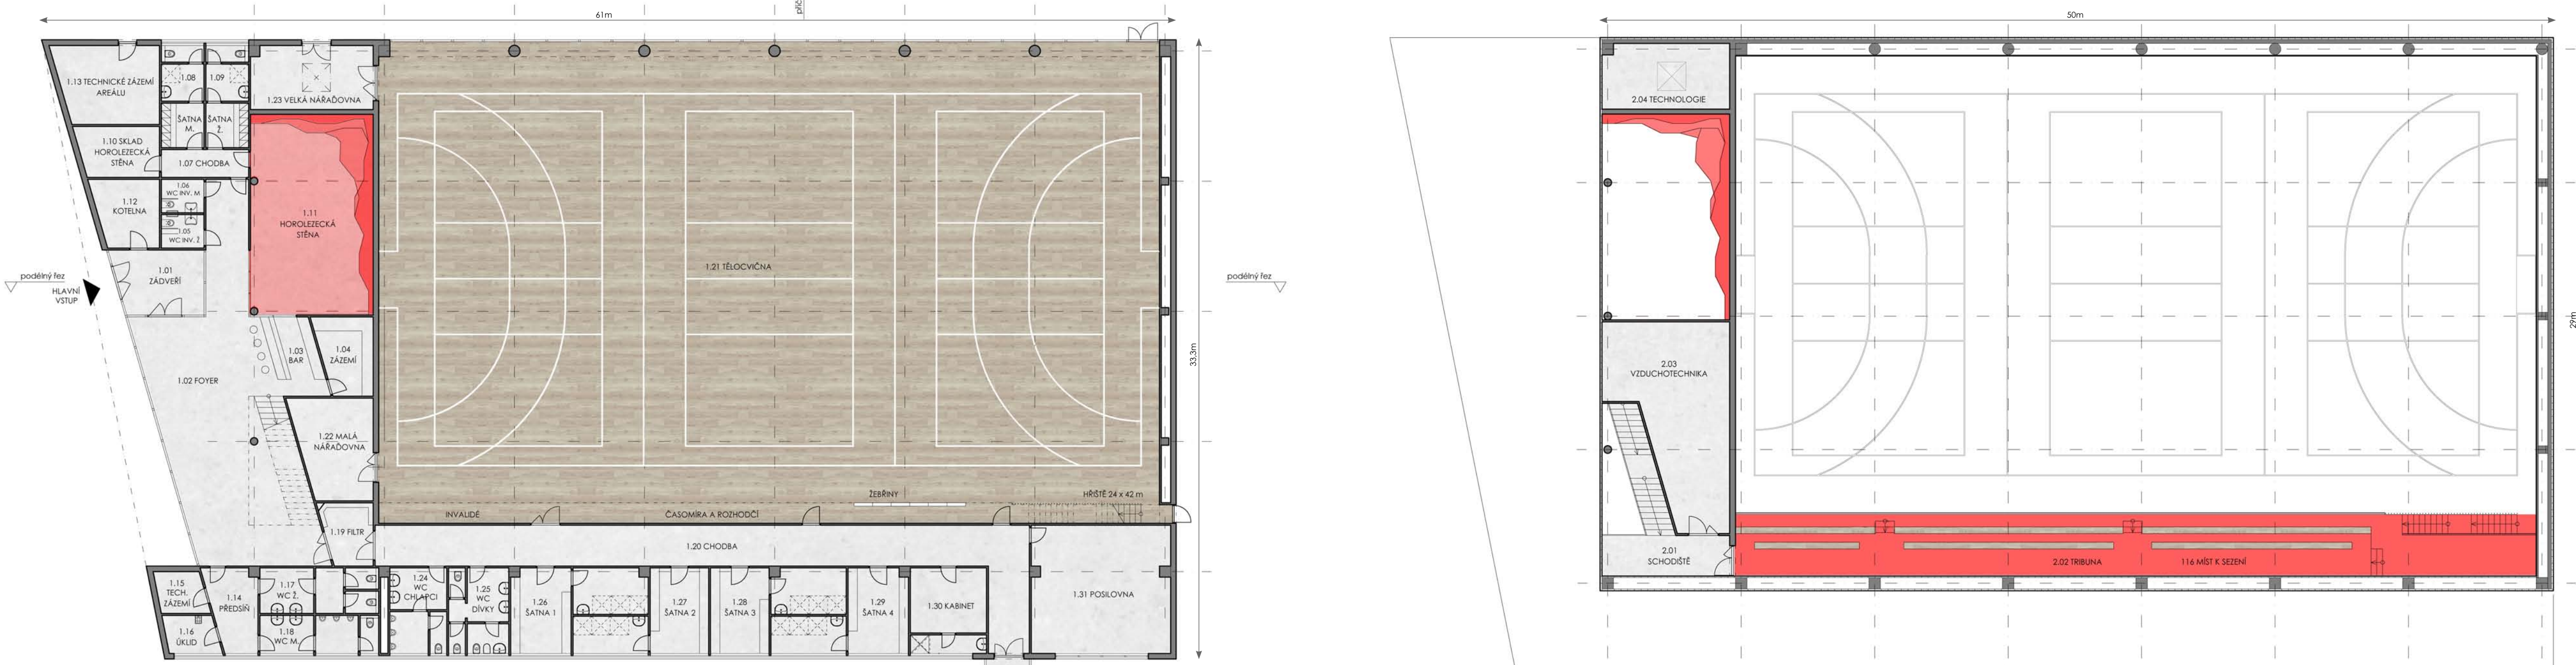 61m
příč
50m
1.13 TECHNICKÉ ZÁZEMÍ
AREÁLU
1.08
1.09
1.23 VELKÁ NÁŘAĎOVNA
ŠATNA
M.
ŠATNA
Ž.
1.10 SKLAD
HOROLEZECKÁ
STĚNA
1.07 CHODBA
1.06
WC INV. M
1.12
KOTELNA
1.05
WC INV. Ž
1.11
HOROLEZECKÁ
STĚNA
1.21 TĚLOCVIČNA
1.01
ZÁDVEŘÍ
podélný řez
HLAVNÍ
VSTUP
podélný řez
1.03
BAR
1.04
ZÁZEMÍ
33,3m
1.02 FOYER
1.22 MALÁ
NÁŘAĎOVNA
ŽEBŘINY
HŘIŠTĚ 24 x 42 m
INVALIDÉ
ČASOMÍRA A ROZHODČÍ
1.19 FILTR
1.20 CHODBA
1.15
TECH.
ZÁZEMÍ
1.14
PŘEDSÍŇ
1.17
WC Ž.
1.16
ÚKLID
1.18
WC M.
1.24
WC
CHLAPCI
1.25
WC
DÍVKY
1.26
ŠATNA 1
1.27
ŠATNA 2
1.28
ŠATNA 3
1.29
ŠATNA 4
1.30 KABINET
1.31 POSILOVNA
2.04 TECHNOLOGIE
2.03
VZDUCHOTECHNIKA
29m
2.01
SCHODIŠTĚ
2.02 TRIBUNA
116 MÍST K SEZENÍ